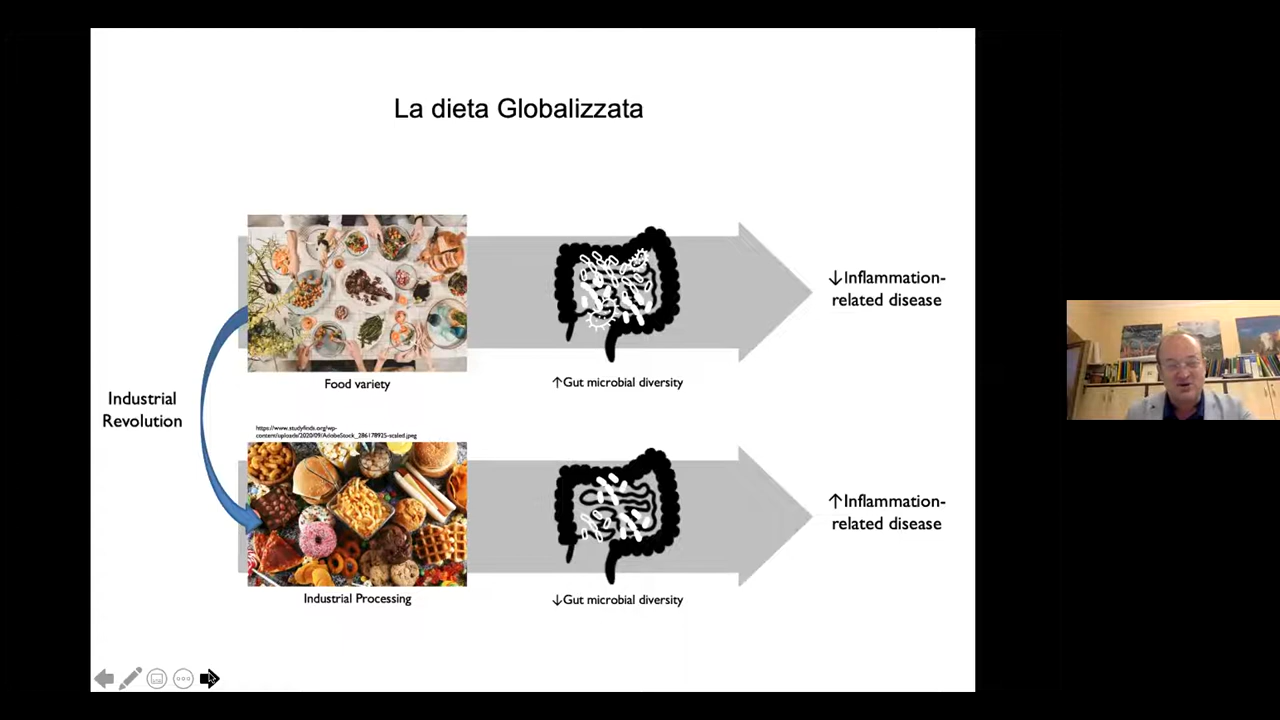 La dieta Globalizzata
↓Inflammation-
related disease
Food variety
↑Gut microbial diversity
Industrial
Revolution
https://www.studyfinds.org/wp-
content/uploads/2020/09/AdobeStock_286178925-scaled.jpeg
↑Inflammation-
related disease
Industrial Processing
↓Gut microbial diversity